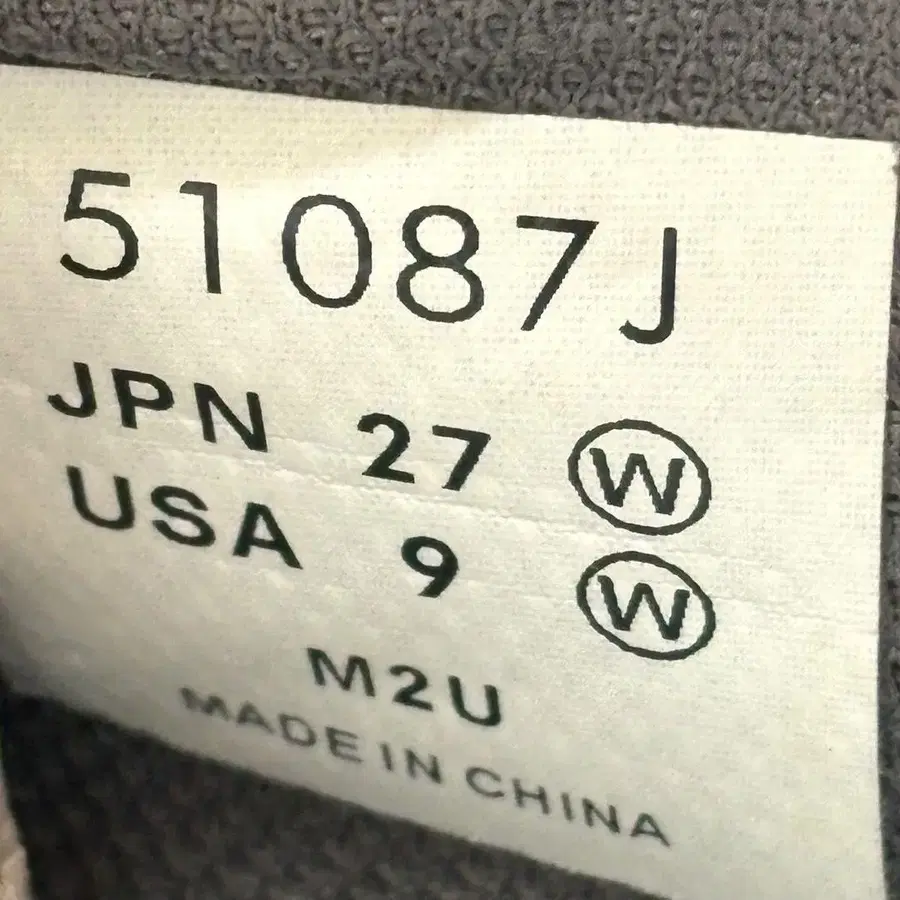 51087J
JPN 27 Ⓦ
USA 9 Ⓦ
M2U
MADE IN CHINA